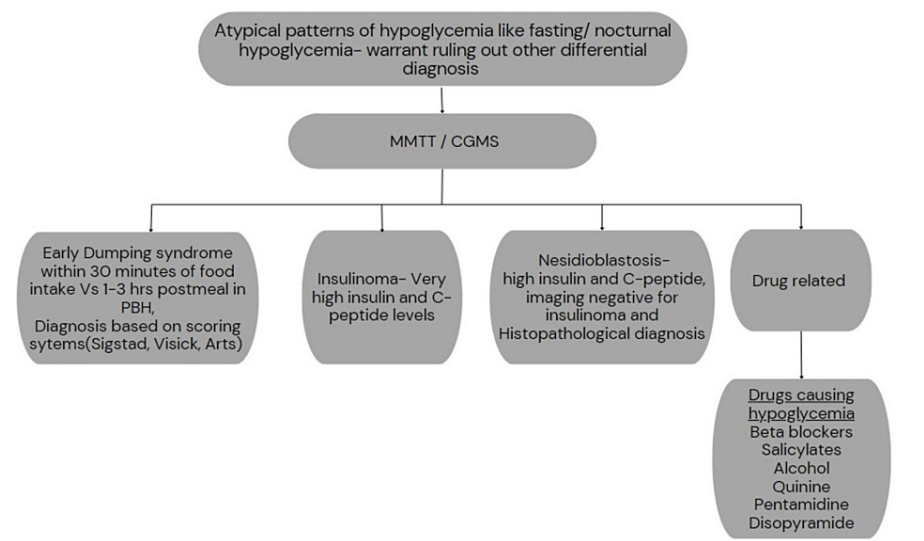 Atypical patterns of hypoglycemia like fasting/ nocturnal
hypoglycemia- warrant ruling out other differential
diagnosis
MMTT / CGMS
Early Dumping syndrome
within 30 minutes of food
intake Vs 1-3 hrs postmeal in
PBH,
Diagnosis based on scoring
sytems(Sigstad, Visick, Arts)
Insulinoma- Very
high insulin and C-
peptide levels
Nesidioblastosis-
high insulin and C-peptide,
imaging negative for
insulinoma and
Histopathological diagnosis
Drug related
Drugs causing
hypoglycemia
Beta blockers
Salicylates
Alcohol
Quinine
Pentamidine
Disopyramide